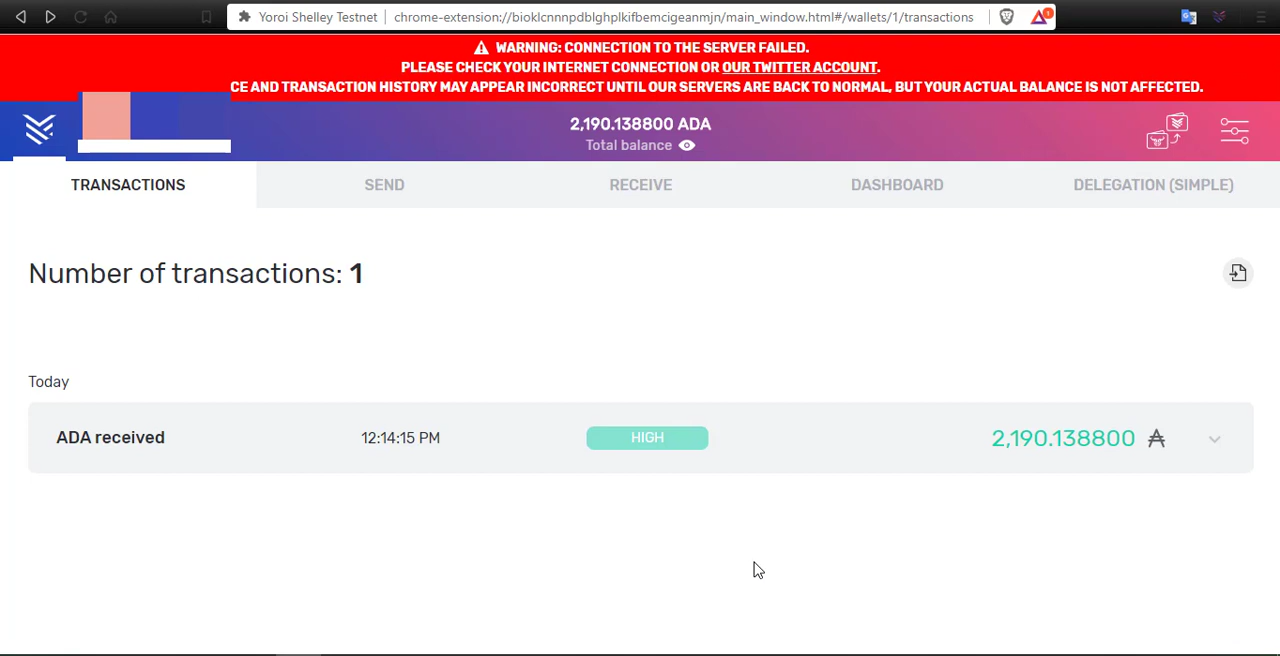 Yoroi Shelley Testnet | chrome-extension://bioklcnnnpdblghplkifbemcigeanmjn/main_window.html#/wallets/1/transactions
1
WARNING: CONNECTION TO THE SERVER FAILED.
PLEASE CHECK YOUR INTERNET CONNECTION OR OUR TWITTER ACCOUNT.
CE AND TRANSACTION HISTORY MAY APPEAR INCORRECT UNTIL OUR SERVERS ARE BACK TO NORMAL, BUT YOUR ACTUAL BALANCE IS NOT AFFECTED.
2,190.138800 ADA
Total balance
TRANSACTIONS
SEND
RECEIVE
DASHBOARD
DELEGATION (SIMPLE)
Number of transactions: 1
Today
ADA received 12:14:15 PM HIGH 2,190.138800